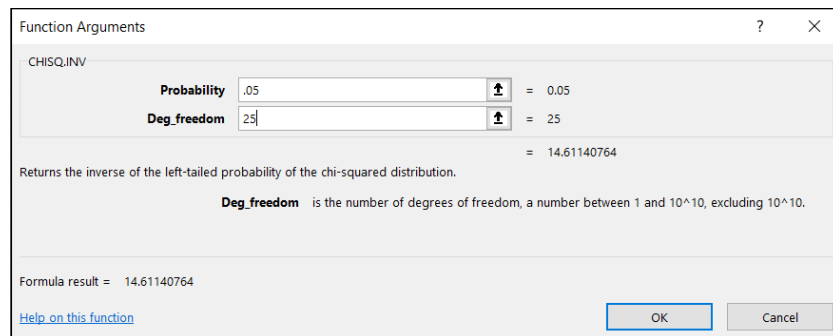 Function Arguments ? ×
CHISQ.INV
Probability .05 = 0.05
Deg_freedom 25 = 25
= 14.61140764
Returns the inverse of the left-tailed probability of the chi-squared distribution.
Deg_freedom is the number of degrees of freedom, a number between 1 and 10^10, excluding 10^10.
Formula result = 14.61140764
Help on this function OK Cancel